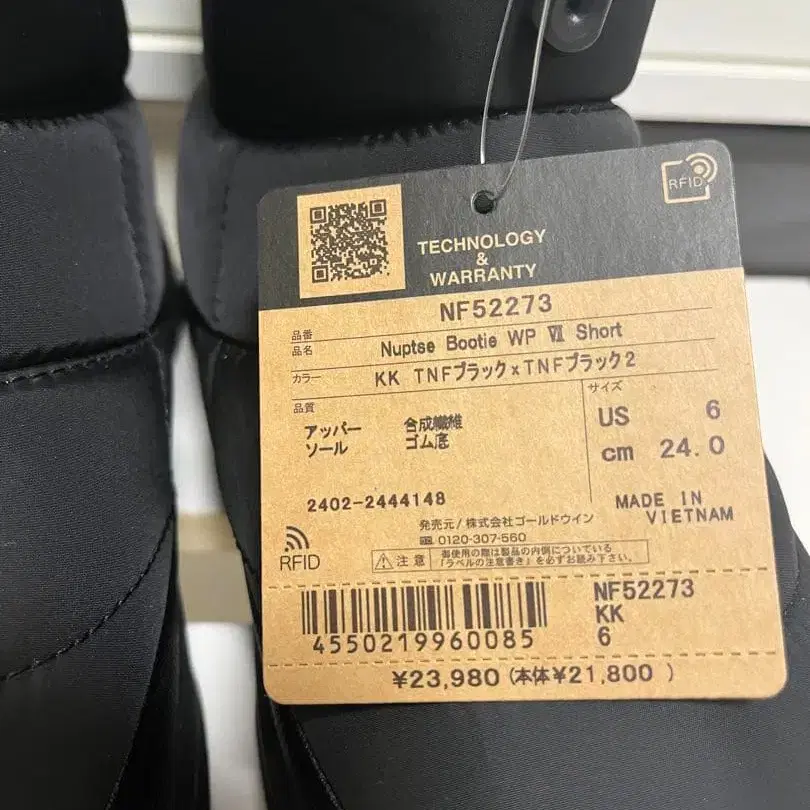 RFID
TECHNOLOGY
&
WARRANTY
品番 NF52273
品名 Nuptse Bootie WP Ⅶ Short
カラー KK TNFブラック×TNFブラック2
品質
サイズ
アッパー 合成繊維
ソール ゴム底
US 6
cm 24.0
2402-2444148
MADE IN
VIETNAM
発売元/株式会社ゴールドウイン
0120-307-560
RFID
注意 御使用の際は製品の内側についている
「ラベルの注意書き」を必ずお読み下さい。
NF52273
KK
6
4550219960085
¥23,980 (本体¥21,800 )